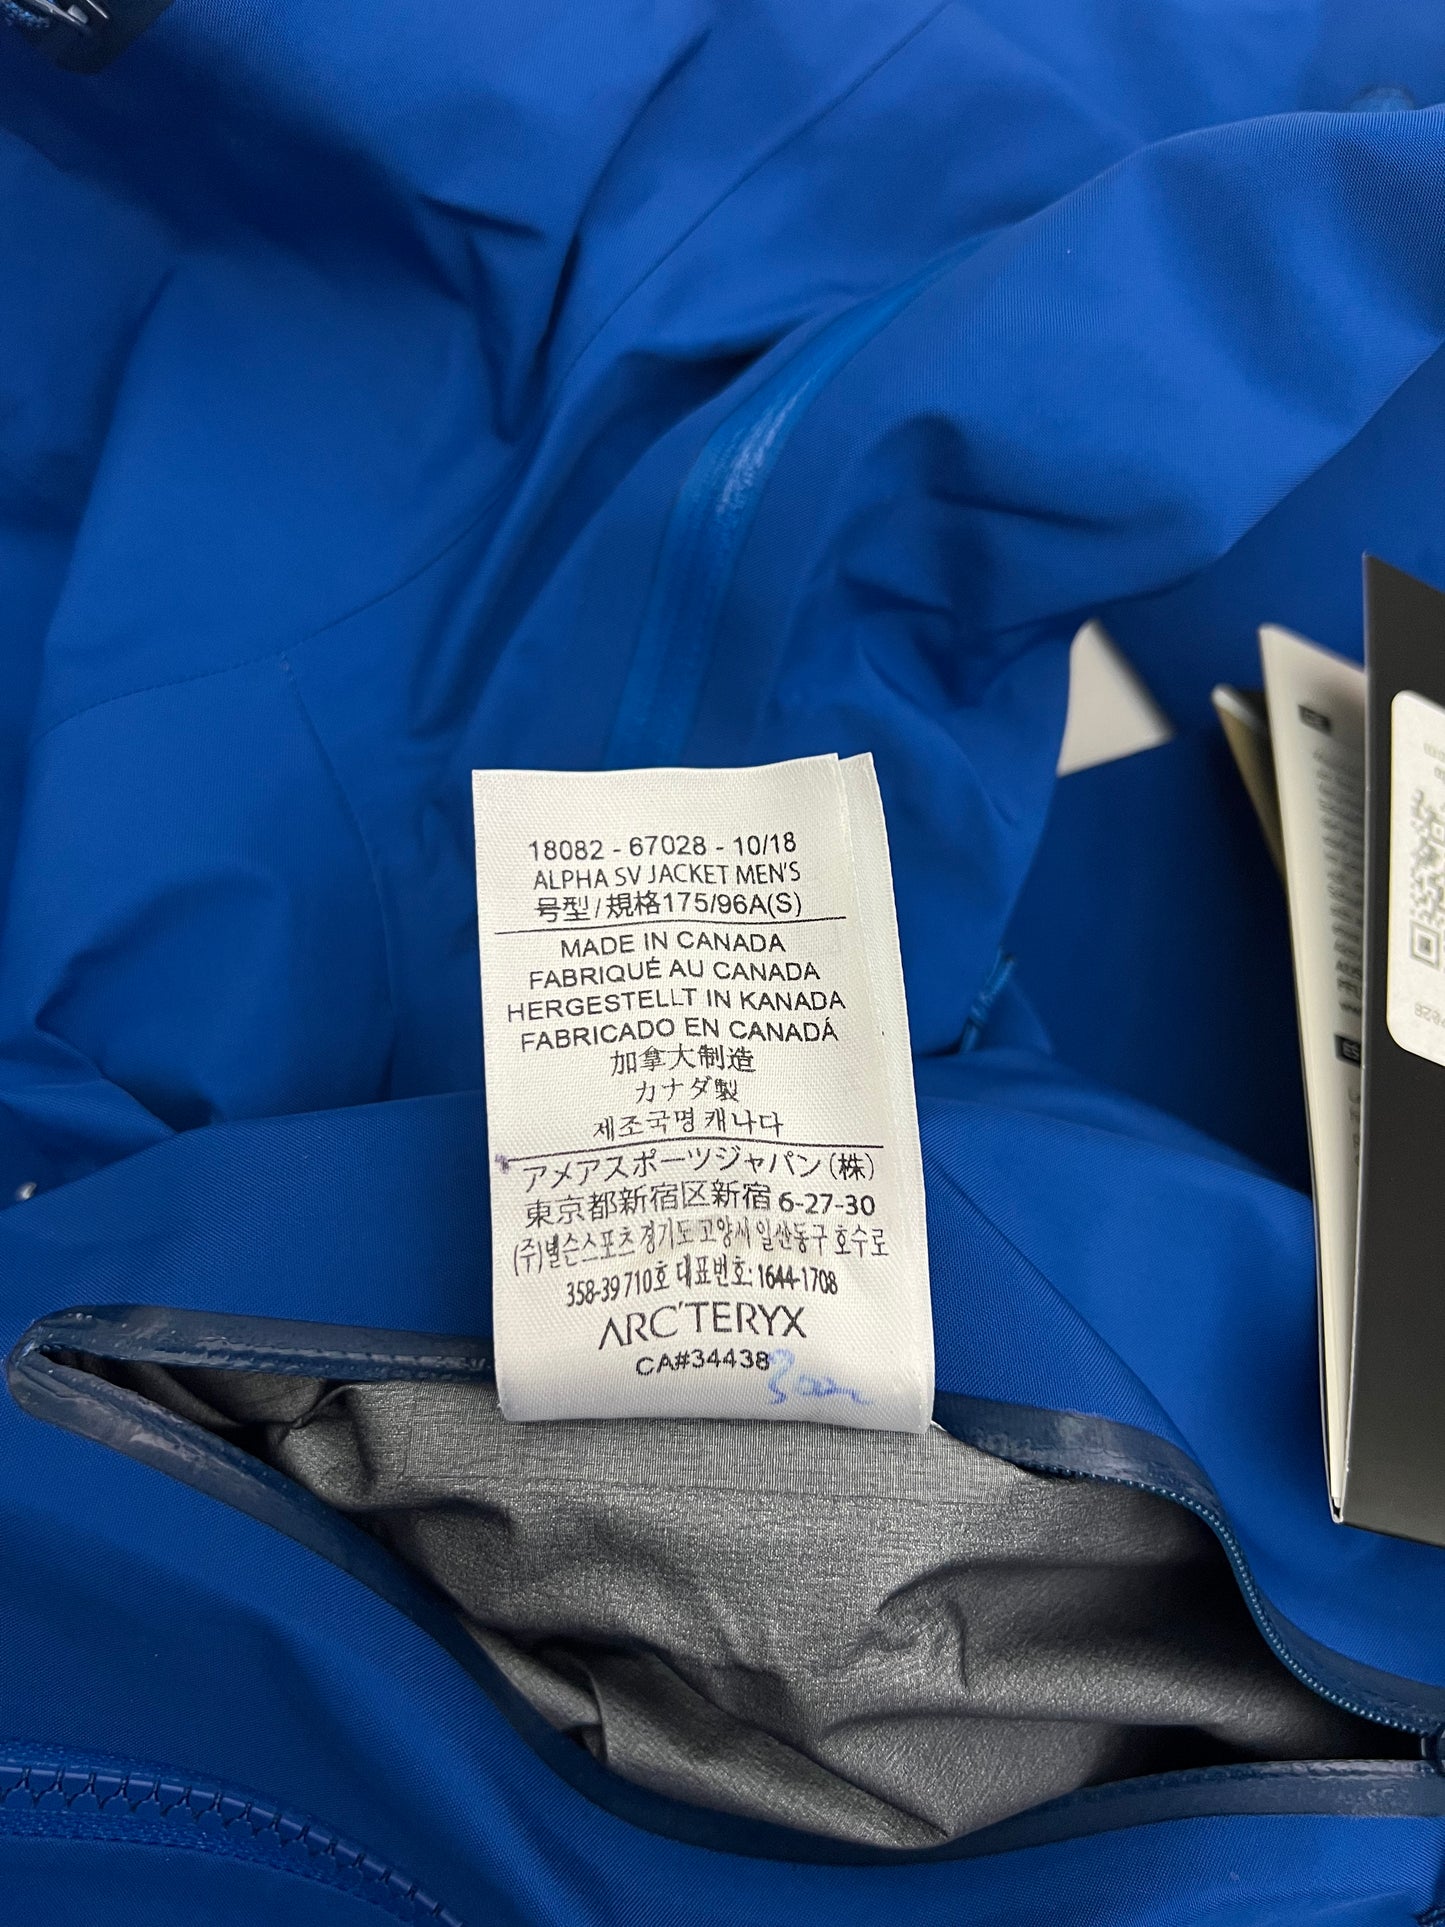 18082 - 67028 - 10/18
ALPHA SV JACKET MEN'S
号型/規格175/96A(S)
MADE IN CANADA
FABRIQUÉ AU CANADA
HERGESTELLT IN KANADA
FABRICADO EN CANADÁ
加拿大制造
カナダ製
제조국명 캐나다
アメアスポーツジャパン(株)
東京都新宿区新宿 6-27-30
(주)넬슨스포츠 경기도 고양시 일산동구 호수로
358-39 710호 대표번호: 1644-1708
ARC'TERYX
CA#34438